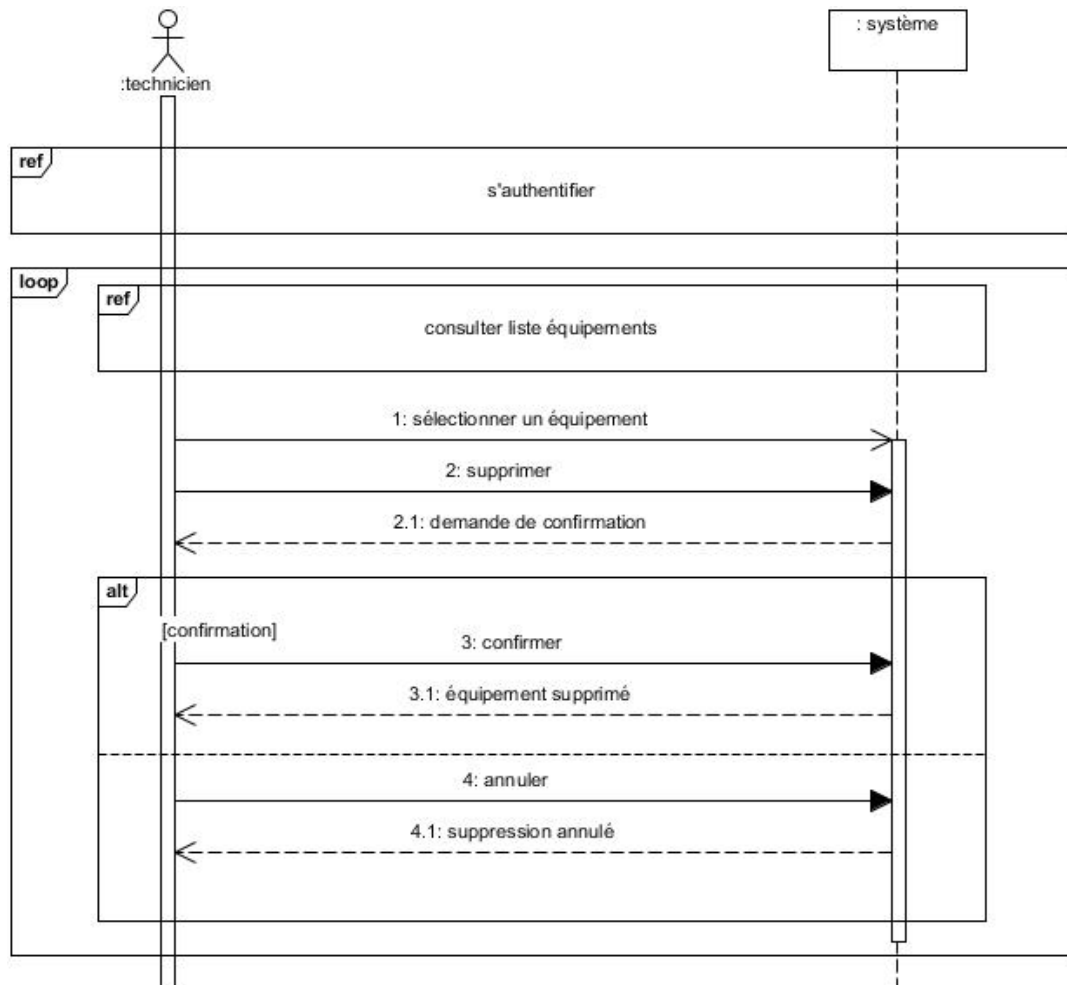 :technicien
: système
ref
s'authentifier
loop
ref
consulter liste équipements
1: sélectionner un équipement
2: supprimer
2.1: demande de confirmation
alt
[confirmation]
3: confirmer
3.1: équipement supprimé
4: annuler
4.1: suppression annulé